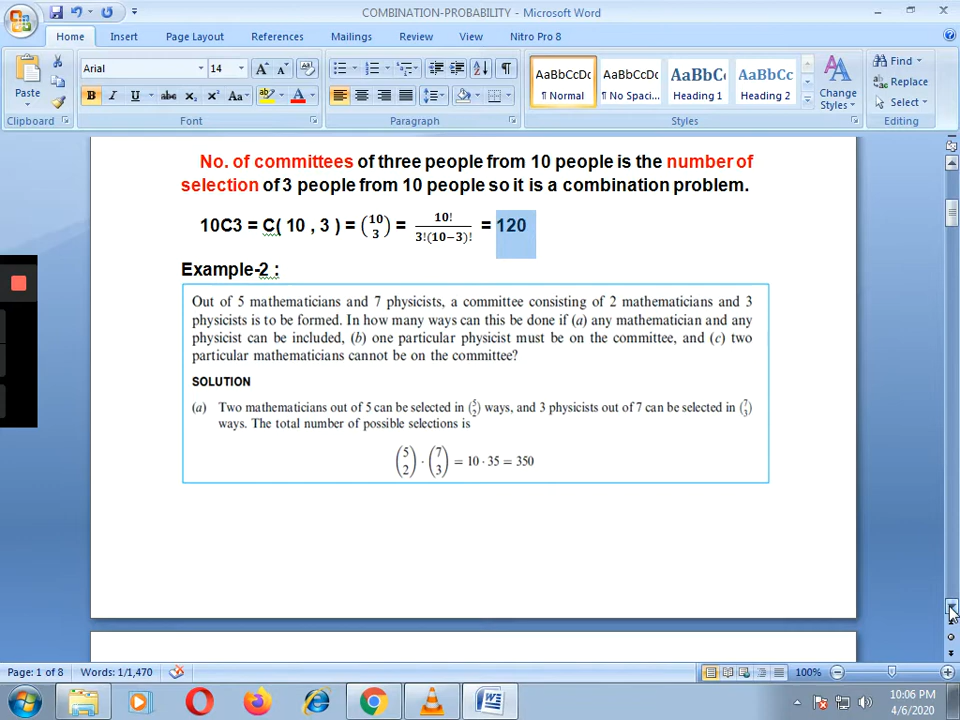 COMBINATION-PROBABILITY - Microsoft Word
Home Insert Page Layout References Mailings Review View Nitro Pro 8
Paste
Arial 14
B I U abc X₂ X² Aa
AaBbCcDc AaBbCcDc AaBbC AaBbCc
¶ Normal ¶ No Spaci... Heading 1 Heading 2
Change Styles
Find
Replace
Select
Clipboard Font Paragraph Styles Editing
No. of committees of three people from 10 people is the number of
selection of 3 people from 10 people so it is a combination problem.
10C3 = C( 10 , 3 ) = (10 3) = 10! / 3!(10−3)! = 120
Example-2 :
Out of 5 mathematicians and 7 physicists, a committee consisting of 2 mathematicians and 3
physicists is to be formed. In how many ways can this be done if (a) any mathematician and any
physicist can be included, (b) one particular physicist must be on the committee, and (c) two
particular mathematicians cannot be on the committee?
SOLUTION
(a) Two mathematicians out of 5 can be selected in (5 2) ways, and 3 physicists out of 7 can be selected in (7 3)
ways. The total number of possible selections is
(5 2) · (7 3) = 10 · 35 = 350
Page: 1 of 8 Words: 1/1,470 100%
10:06 PM
4/6/2020